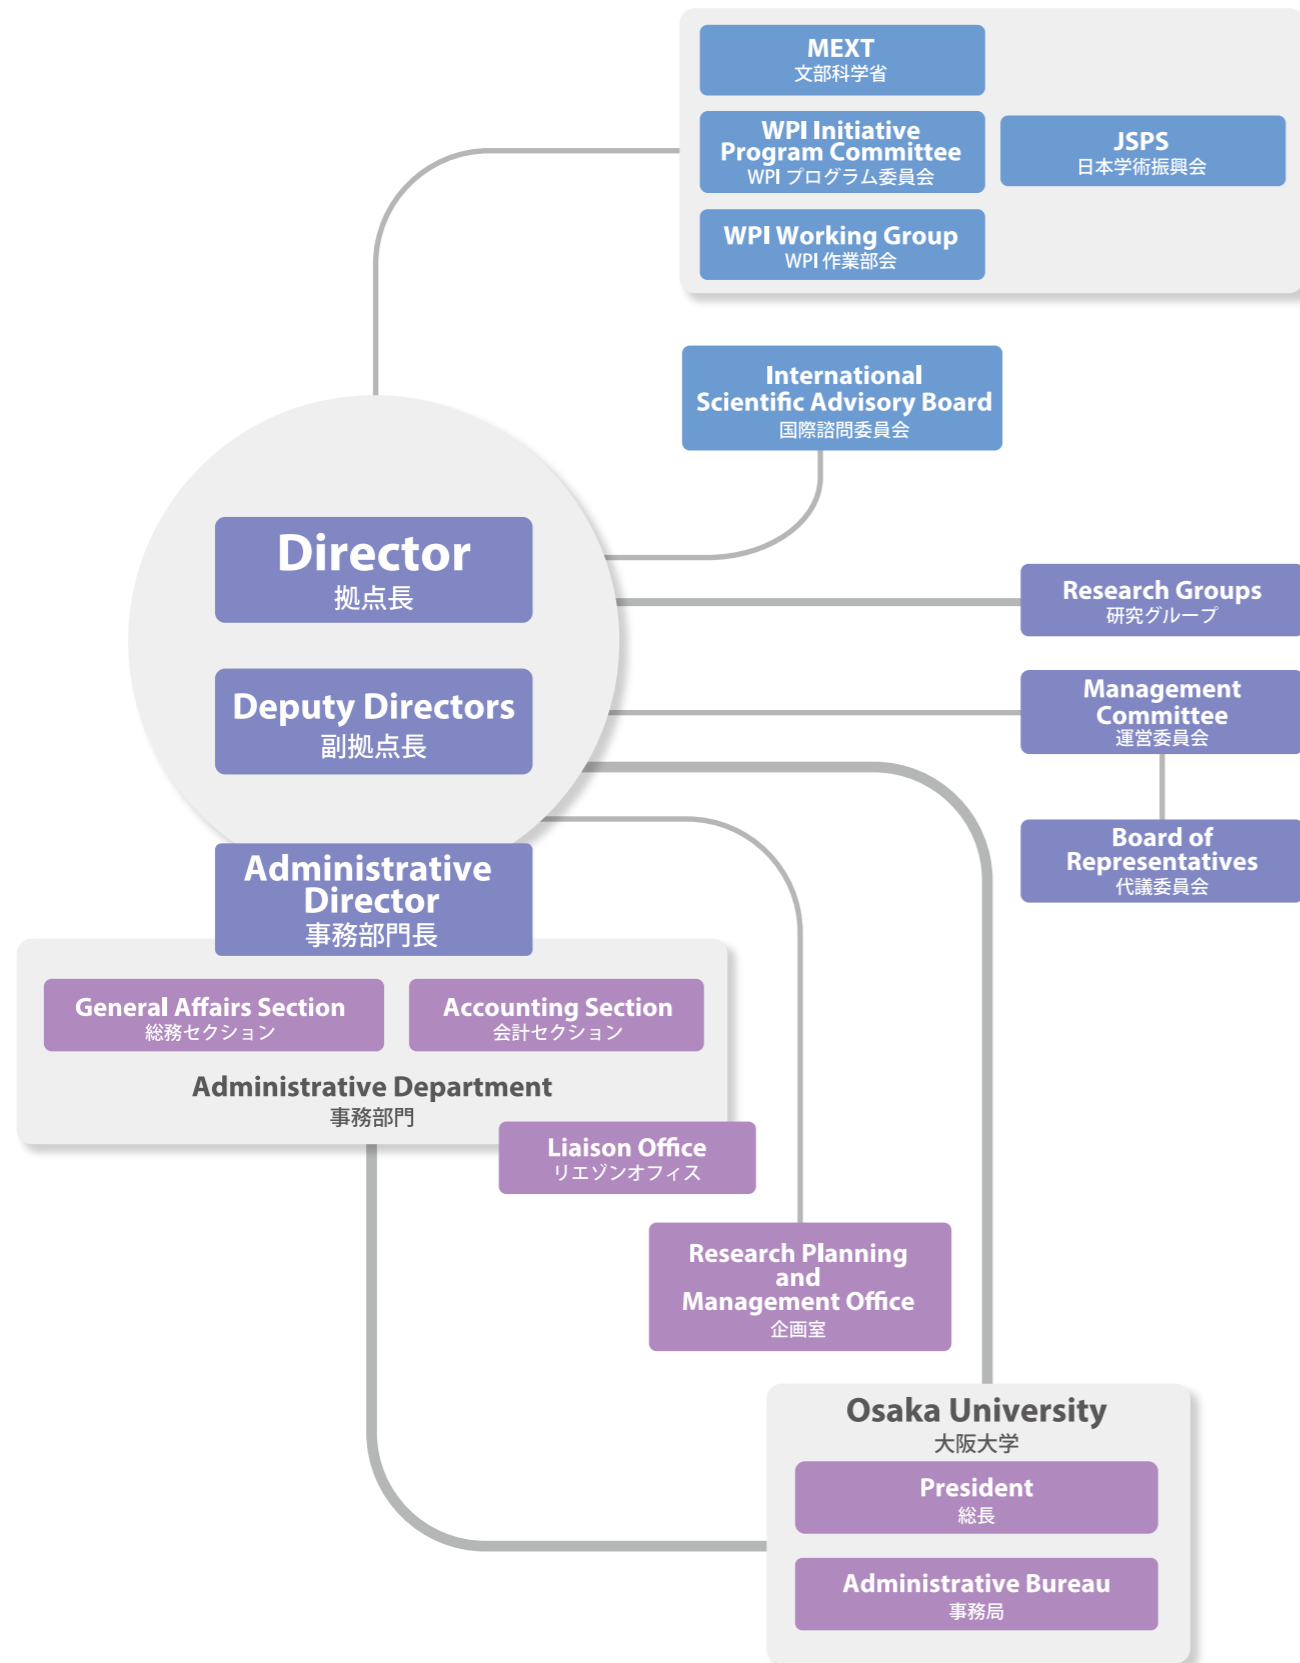 MEXT
文部科学省
WPI Initiative
Program Committee
WPI プログラム委員会
JSPS
日本学術振興会
WPI Working Group
WPI 作業部会
International
Scientific Advisory Board
国際諮問委員会
Director
拠点長
Research Groups
研究グループ
Deputy Directors
副拠点長
Management
Committee
運営委員会
Board of
Representatives
代議委員会
Administrative
Director
事務部門長
General Affairs Section
総務セクション
Accounting Section
会計セクション
Administrative Department
事務部門
Liaison Office
リエゾンオフィス
Research Planning
and
Management Office
企画室
Osaka University
大阪大学
President
総長
Administrative Bureau
事務局